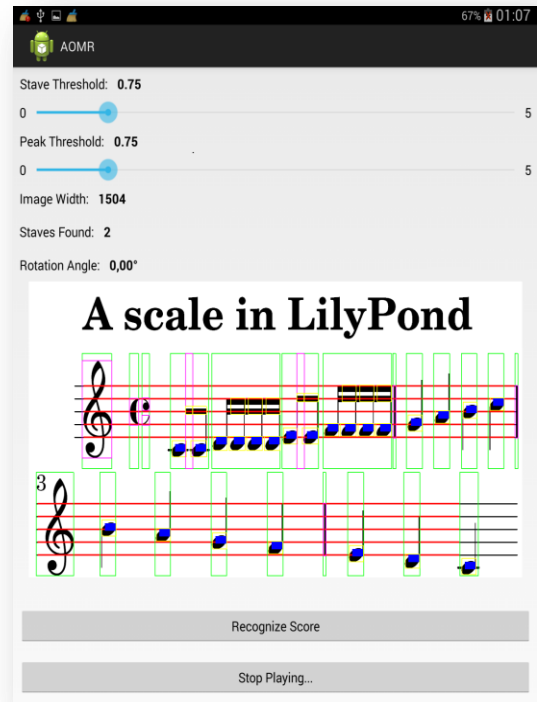 67% 01:07
AOMR
Stave Threshold: 0.75
0 5
Peak Threshold: 0.75
0 5
Image Width: 1504
Staves Found: 2
Rotation Angle: 0,00°
A scale in LilyPond
3
Recognize Score
Stop Playing...